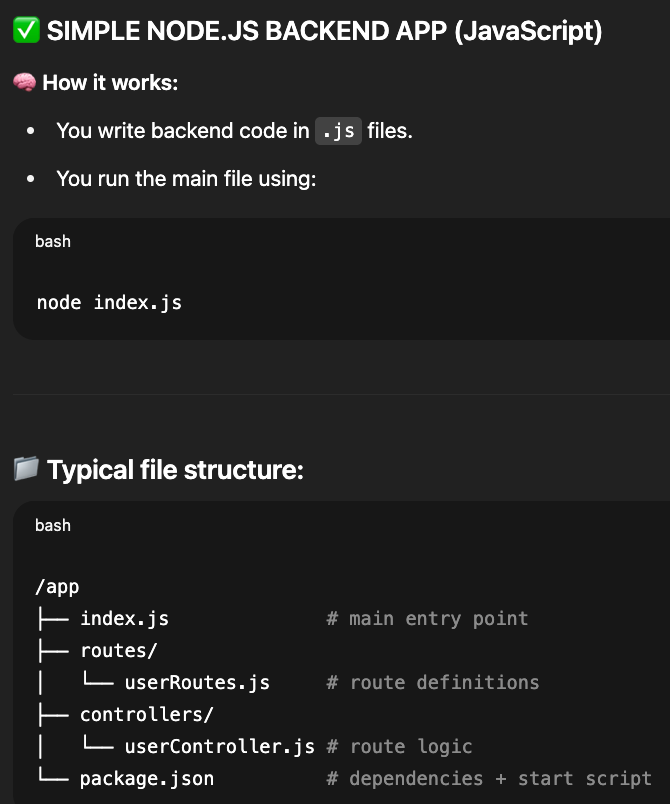 ✅ SIMPLE NODE.JS BACKEND APP (JavaScript)
🧠 How it works:
• You write backend code in .js files.
• You run the main file using:
bash
node index.js
📁 Typical file structure:
bash
/app
├── index.js              # main entry point
├── routes/
│   └── userRoutes.js     # route definitions
├── controllers/
│   └── userController.js # route logic
└── package.json          # dependencies + start script